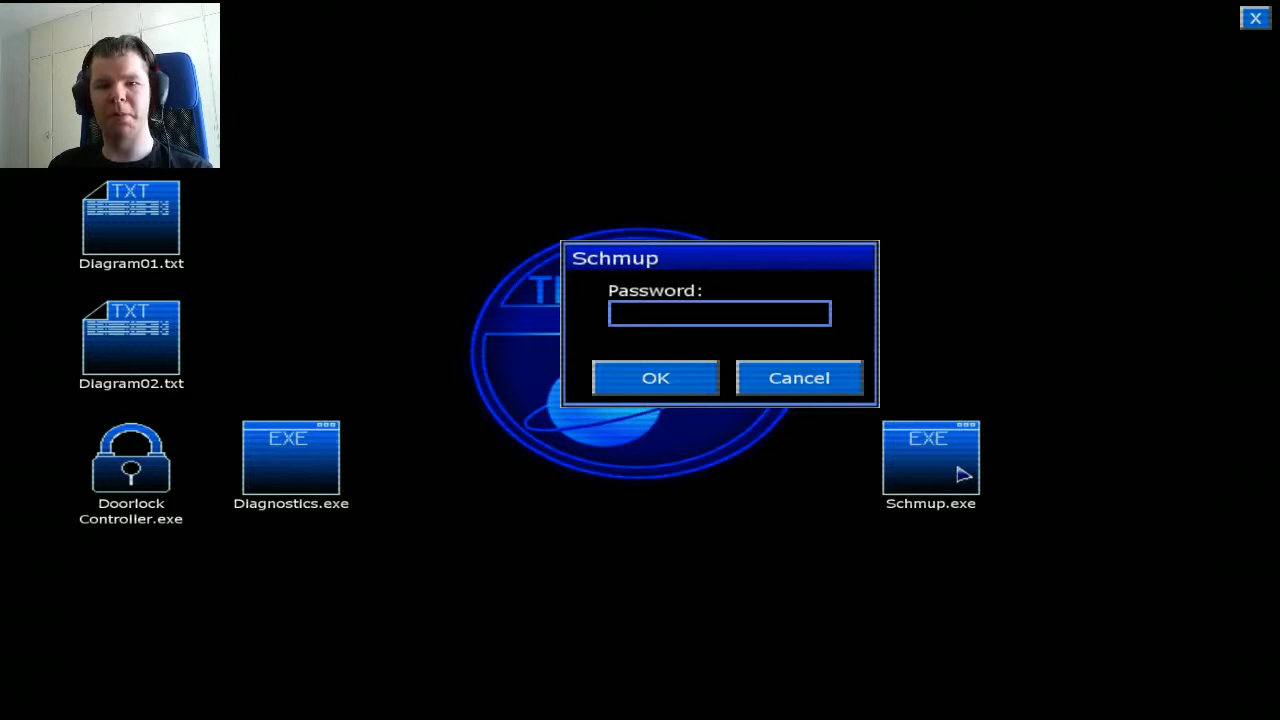 X
TXT
Diagram01.txt
TXT
Diagram02.txt
Schmup
Password:
OK
Cancel
Doorlock
Controller.exe
EXE
Diagnostics.exe
EXE
Schmup.exe